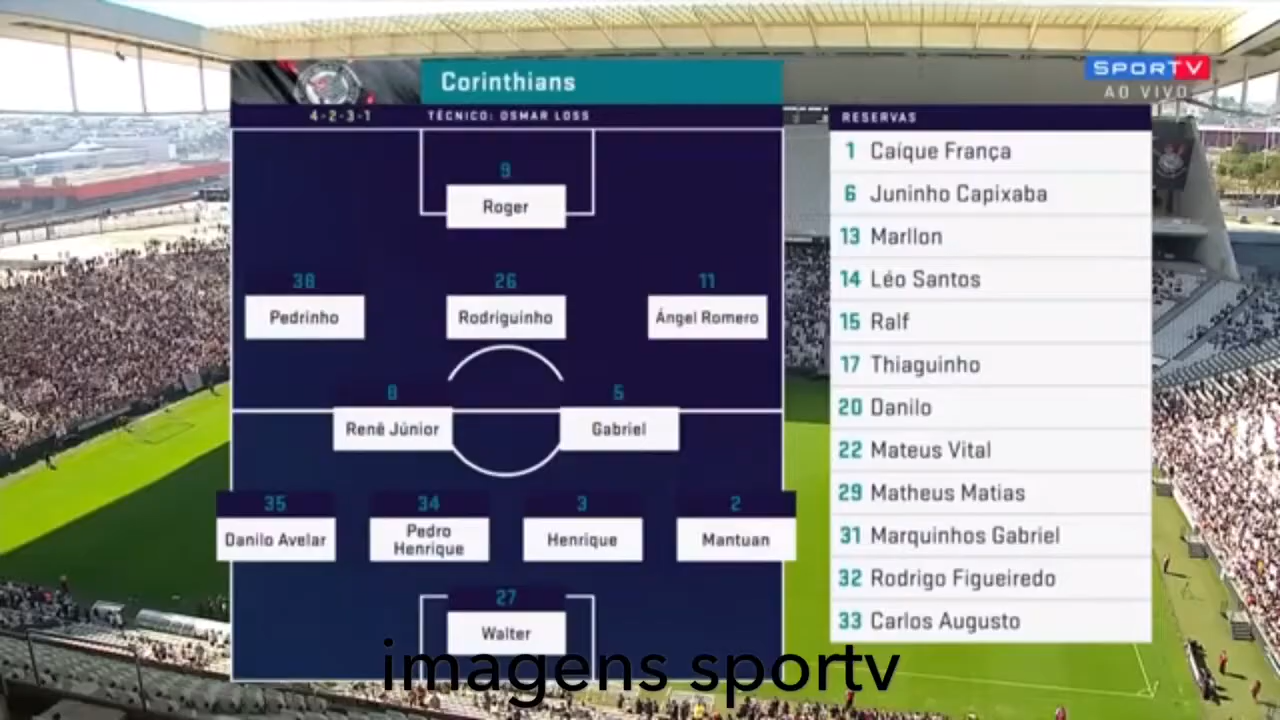 Corinthians
SPORTV
AO VIVO
4-2-3-1
TÉCNICO: OSMAR LOSS
RESERVAS
9
Roger
38
Pedrinho
26
Rodriguinho
11
Ángel Romero
8
Renê Júnior
5
Gabriel
35
Danilo Avelar
34
Pedro
Henrique
3
Henrique
2
Mantuan
27
Walter
1 Caíque França
6 Juninho Capixaba
13 Marllon
14 Léo Santos
15 Ralf
17 Thiaguinho
20 Danilo
22 Mateus Vital
29 Matheus Matias
31 Marquinhos Gabriel
32 Rodrigo Figueiredo
33 Carlos Augusto
imagens sportv